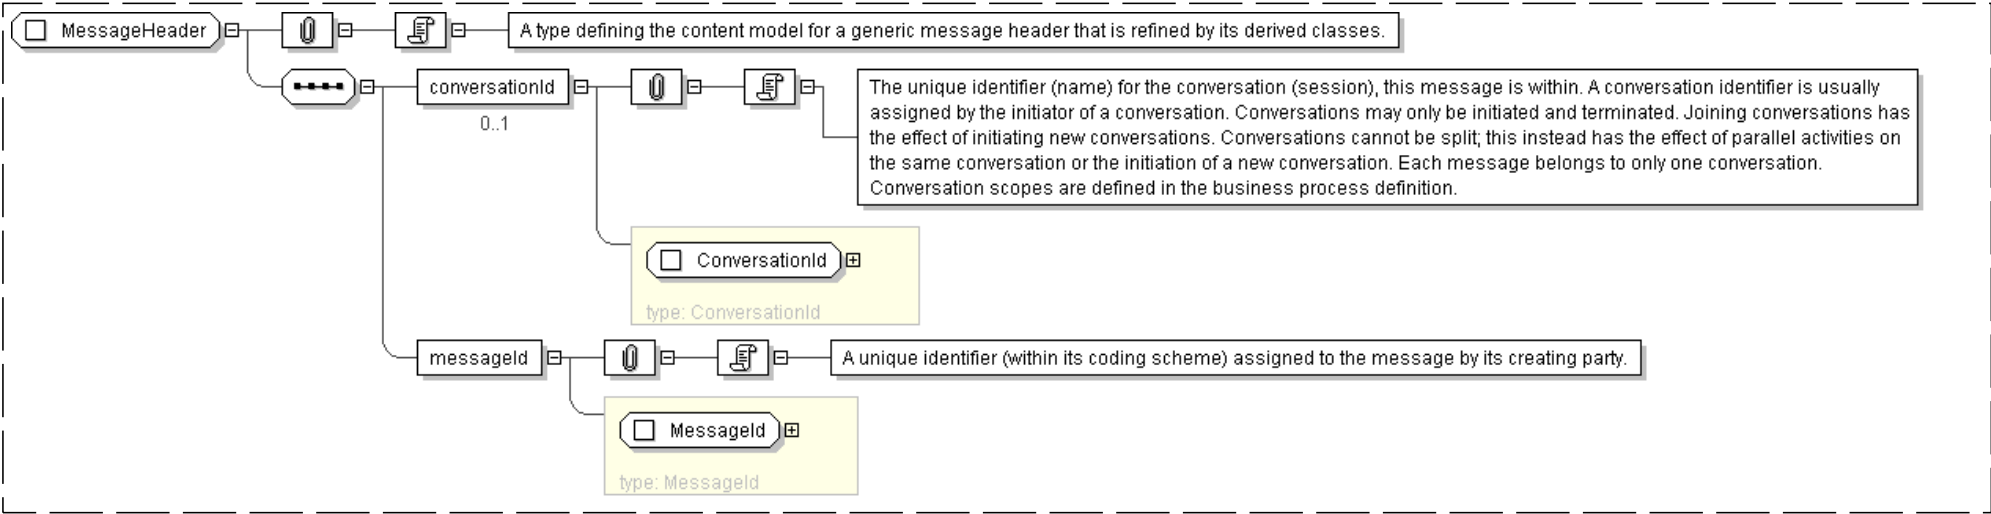 MessageHeader
A type defining the content model for a generic message header that is refined by its derived classes.
conversationId
0..1
The unique identifier (name) for the conversation (session), this message is within. A conversation identifier is usually
assigned by the initiator of a conversation. Conversations may only be initiated and terminated. Joining conversations has
the effect of initiating new conversations. Conversations cannot be split; this instead has the effect of parallel activities on
the same conversation or the initiation of a new conversation. Each message belongs to only one conversation.
Conversation scopes are defined in the business process definition.
ConversationId
type: ConversationId
messageId
A unique identifier (within its coding scheme) assigned to the message by its creating party.
MessageId
type: MessageId